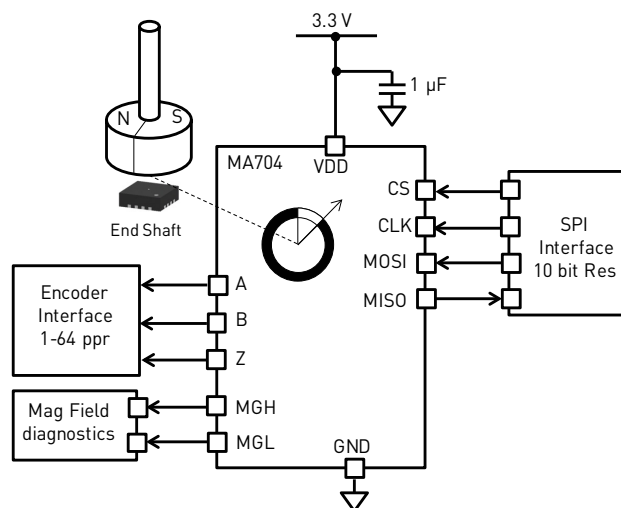 3.3 V
1 µF
N S
MA704
VDD
End Shaft
CS
CLK
MOSI
MISO
SPI
Interface
10 bit Res
Encoder
Interface
1-64 ppr
A
B
Z
Mag Field
diagnostics
MGH
MGL
GND